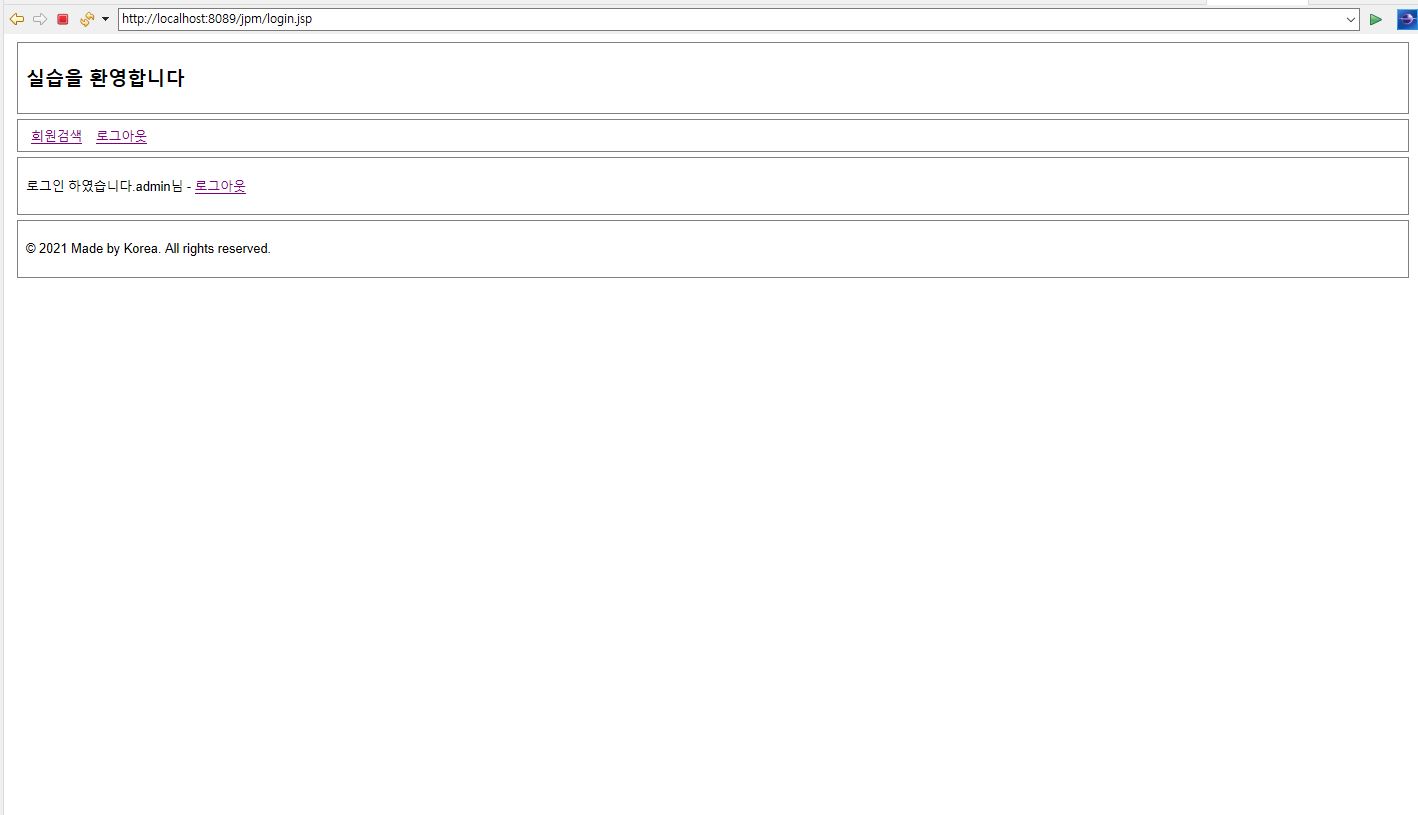 http://localhost:8089/jpm/login.jsp
실습을 환영합니다
회원검색 로그아웃
로그인 하였습니다.admin님 - 로그아웃
© 2021 Made by Korea. All rights reserved.